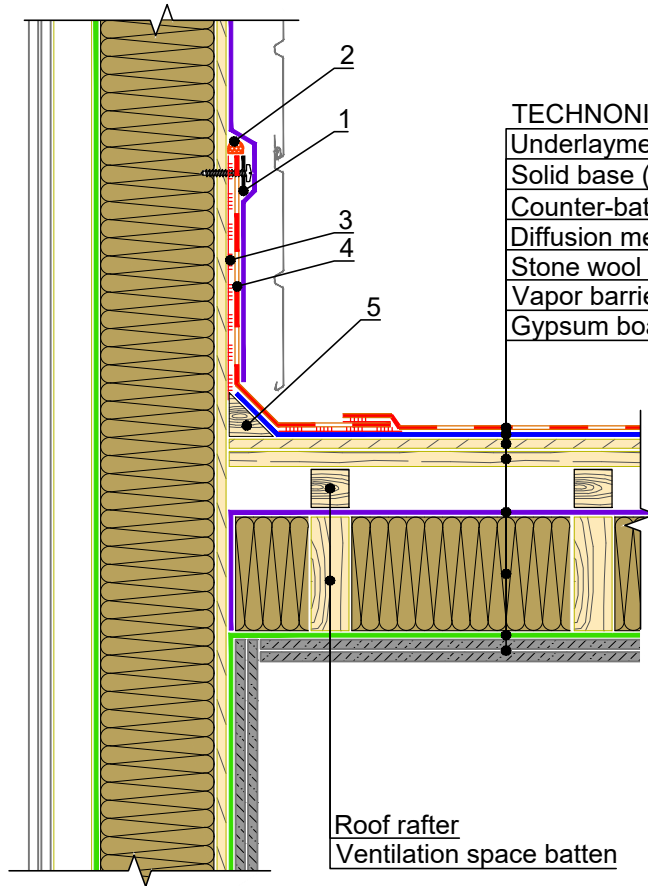 2
1
3
4
5
TECHNONI
Underlayme
Solid base (
Counter-bat
Diffusion me
Stone wool
Vapor barrie
Gypsum boa
Roof rafter
Ventilation space batten